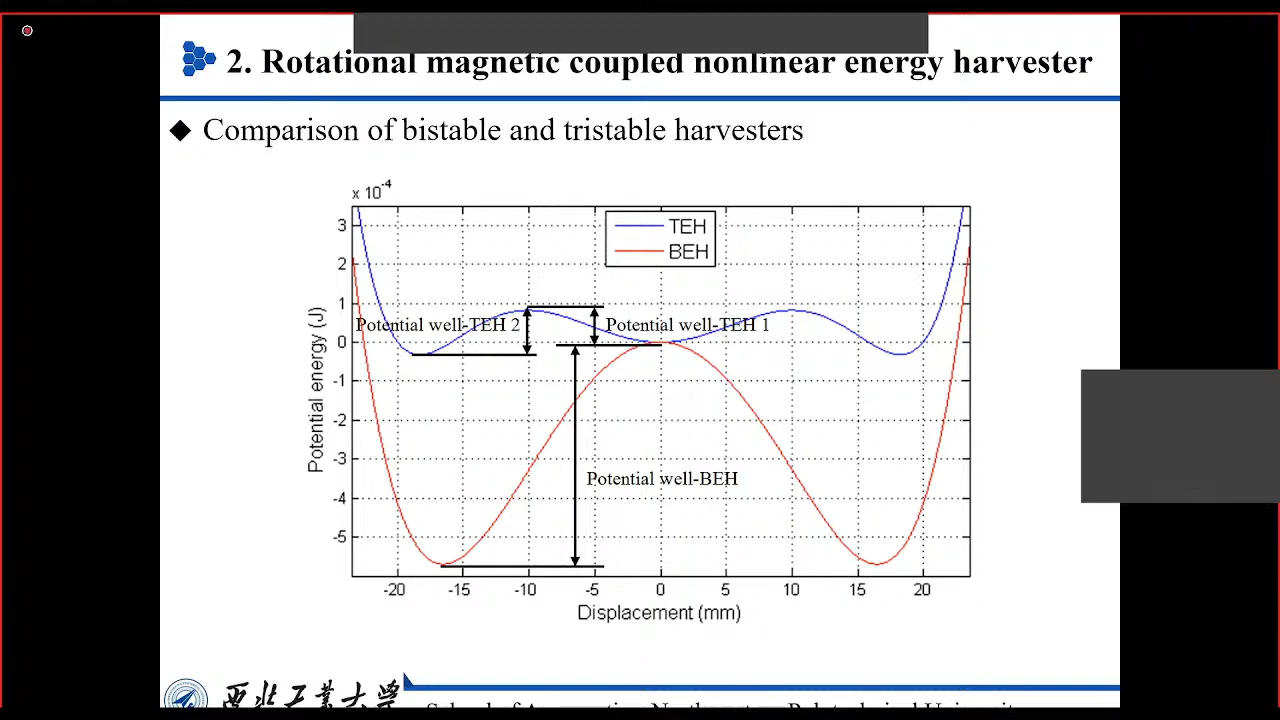 2. Rotational magnetic coupled nonlinear energy harvester
◆ Comparison of bistable and tristable harvesters
x 10^-4
TEH
BEH
3
2
1
0
-1
-2
-3
-4
-5
Potential energy (J)
Potential well-TEH 2
Potential well-TEH 1
Potential well-BEH
-20 -15 -10 -5 0 5 10 15 20
Displacement (mm)
西北工业大学